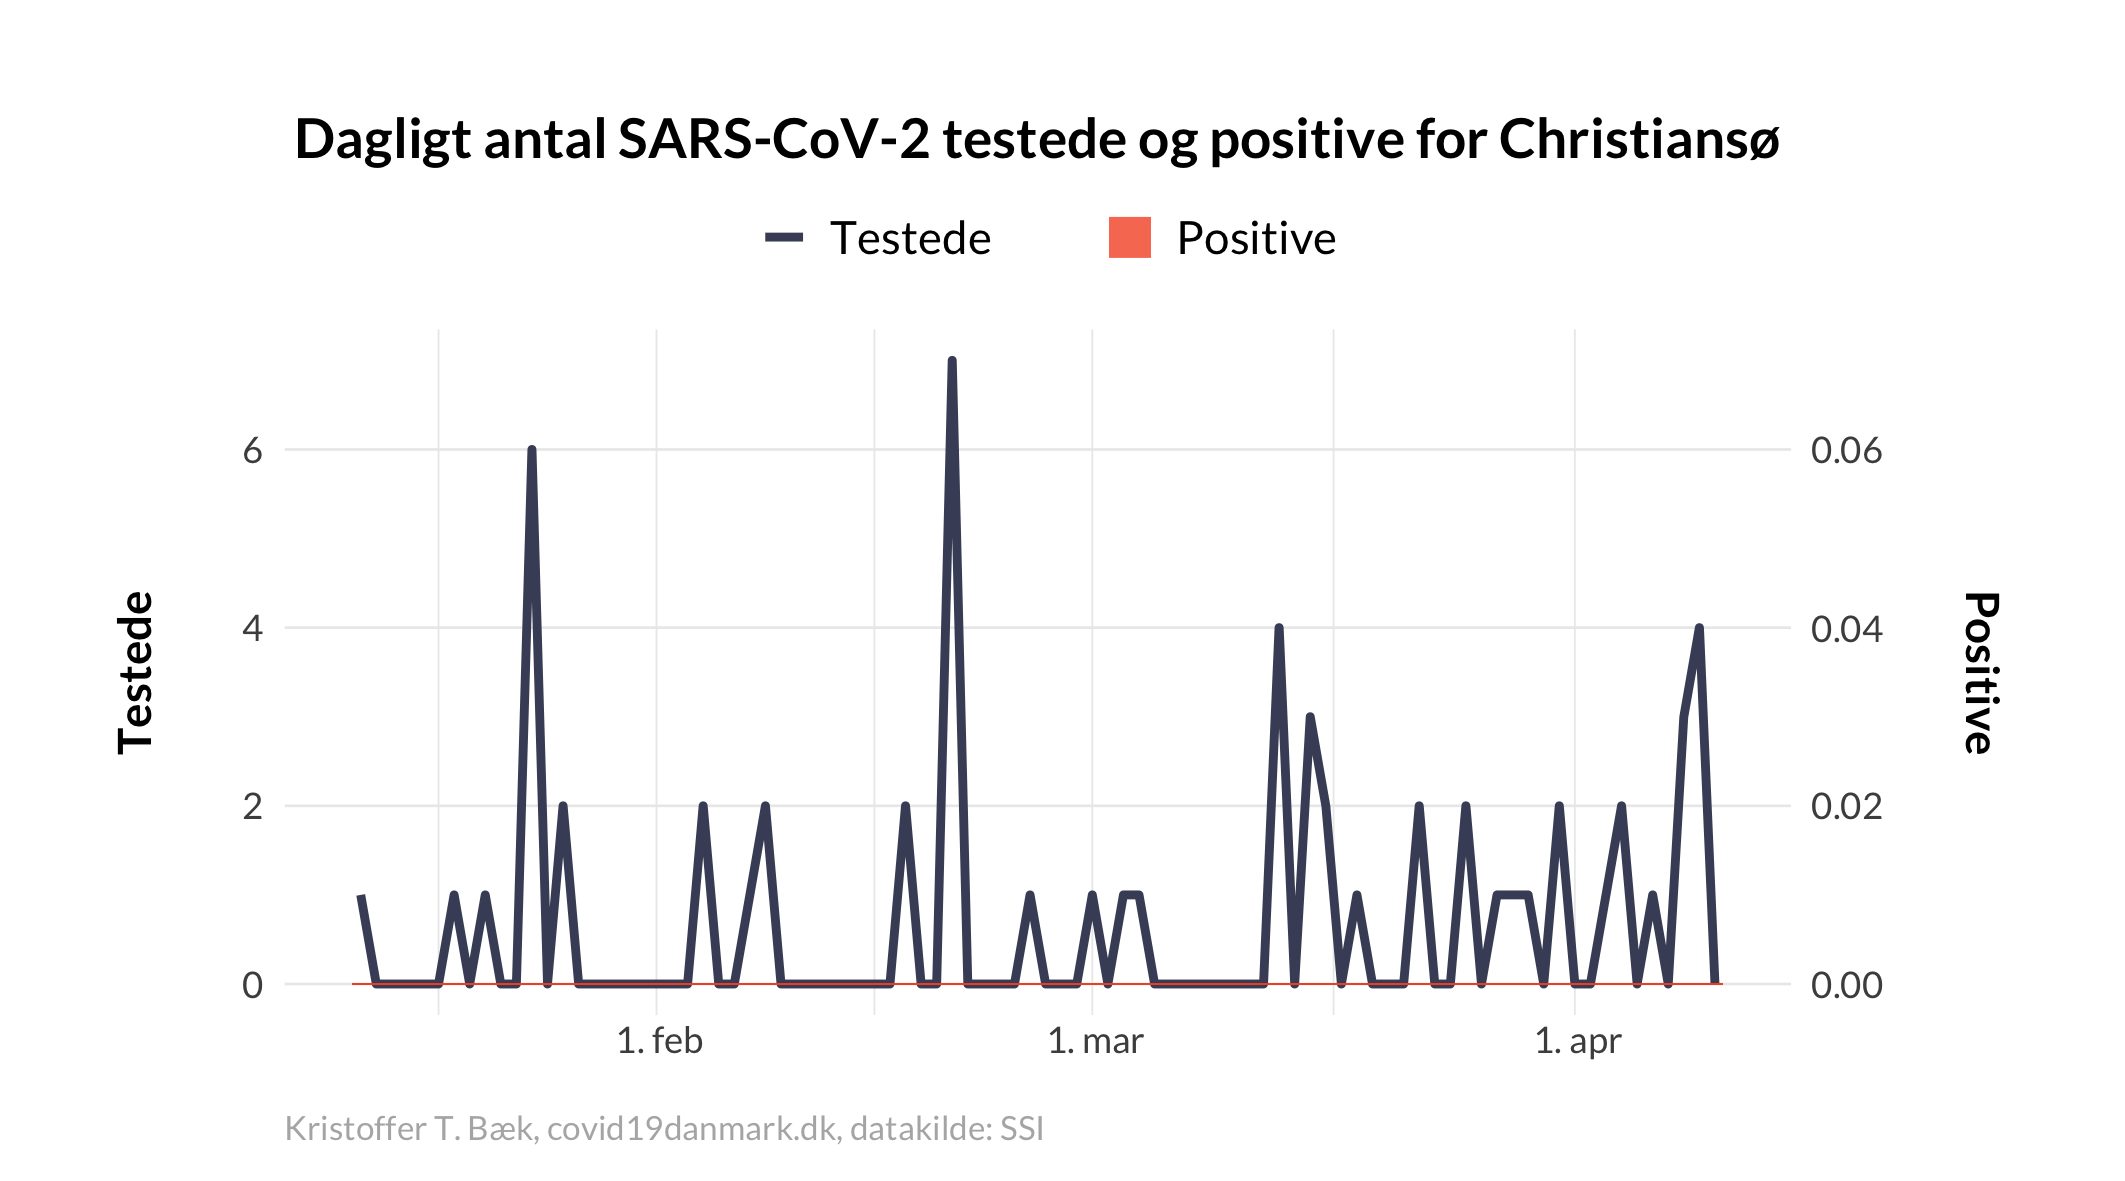 Dagligt antal SARS-CoV-2 testede og positive for Christiansø
Testede
Positive
6
4
2
0
0.06
0.04
0.02
0.00
Testede
Positive
1. feb
1. mar
1. apr
Kristoffer T. Bæk, covid19danmark.dk, datakilde: SSI